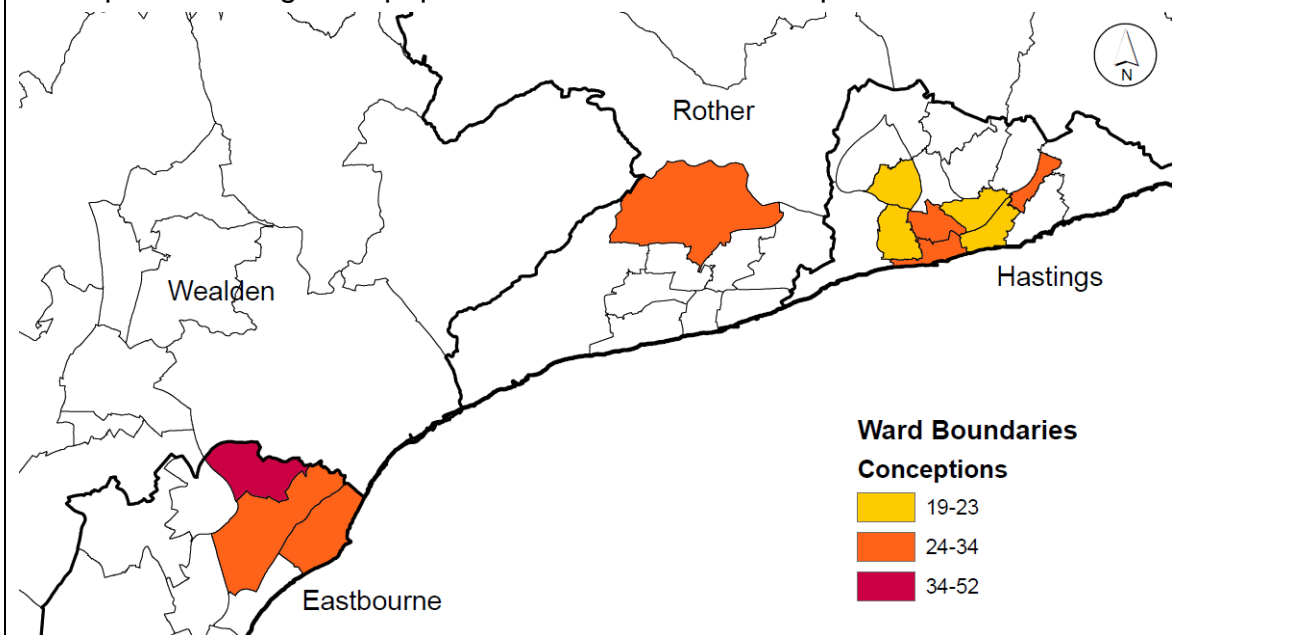 Rother
N
Hastings
Wealden
Ward Boundaries
Conceptions
19-23
24-34
34-52
Eastbourne